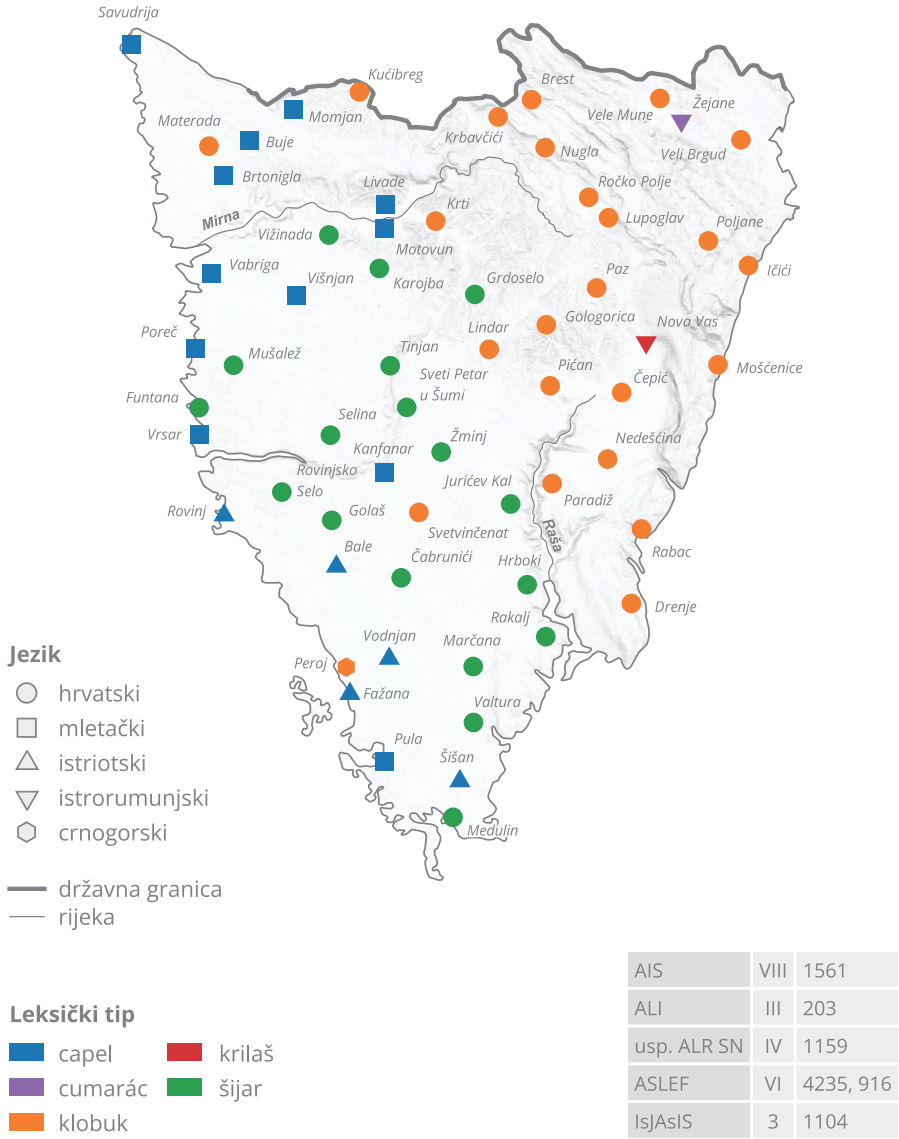 Savudrija
Kućibreg
Momjan
Materada
Buje
Brtonigla
Livade
Brest
Krbavčići
Nugla
Vele Mune
Žejane
Veli Brgud
Ročko Polje
Lupoglav
Poljane
Ičići
Mirna
Krti
Vižinada
Motovun
Karojba
Vabriga
Višnjan
Grdoselo
Paz
Gologorica
Lindar
Nova Vas
Poreč
Mušalež
Tinjan
Sveti Petar
u Šumi
Pićan
Čepić
Mošćenice
Funtana
Vrsar
Selina
Kanfanar
Žminj
Nedešćina
Rovinjsko
Selo
Jurićev Kal
Paradiž
Rovinj
Golaš
Svetvinčenat
Raša
Rabac
Bale
Čabrunići
Hrboki
Drenje
Rakalj
Vodnjan
Marčana
Peroj
Fažana
Valtura
Pula
Šišan
Medulin
Jezik
hrvatski
mletački
istriotski
istrorumunjski
crnogorski
državna granica
rijeka
Leksički tip
capel
krilaš
cumarác
šijar
klobuk
AIS VIII 1561
ALI III 203
usp. ALR SN IV 1159
ASLEF VI 4235, 916
IsJAsIS 3 1104